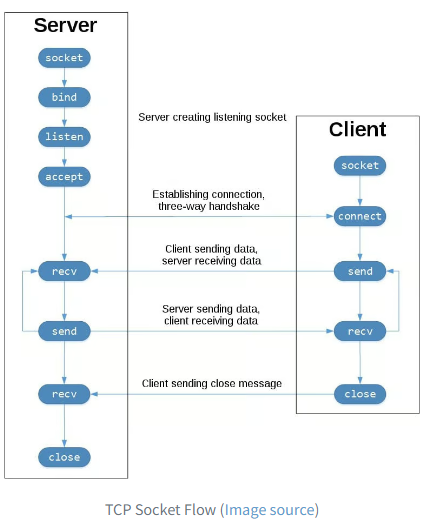 Server
socket
bind
listen
accept
Server creating listening socket
Client
socket
Establishing connection,
three-way handshake
connect
Client sending data,
server receiving data
recv
send
Server sending data,
client receiving data
send
recv
Client sending close message
recv
close
close
TCP Socket Flow (Image source)